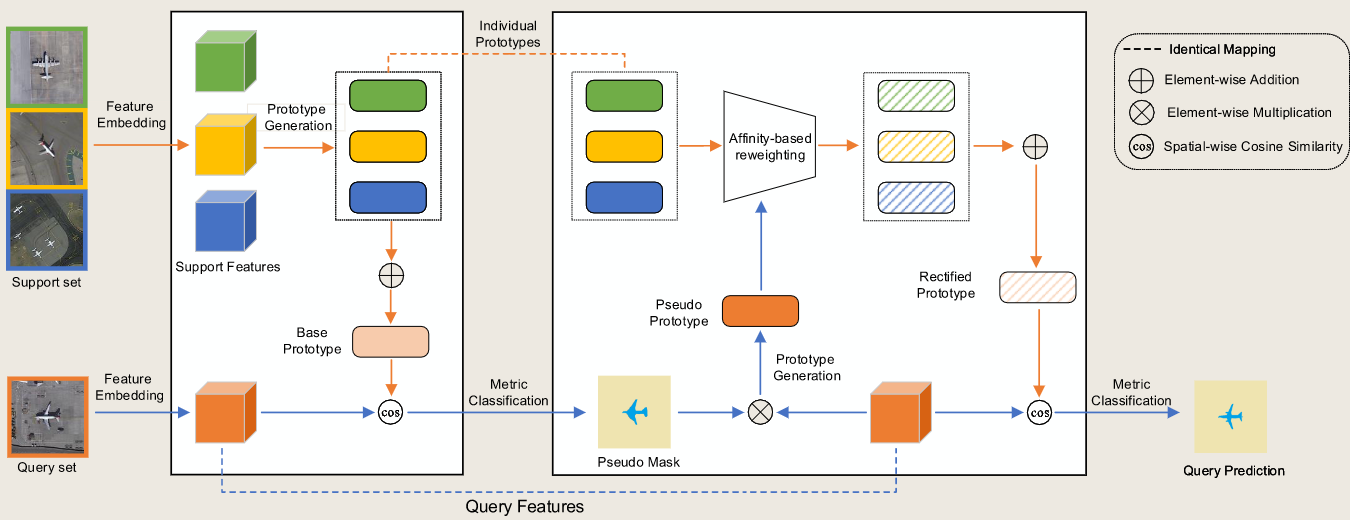 Individual
Prototypes
Identical Mapping
Element-wise Addition
Element-wise Multiplication
cos
Spatial-wise Cosine Similarity
Feature
Embedding
Prototype
Generation
Affinity-based
reweighting
Support Features
Support set
Rectified
Prototype
Pseudo
Prototype
Base
Prototype
Prototype
Generation
Feature
Embedding
cos
Metric
Classification
cos
Metric
Classification
Pseudo Mask
Query set
Query Prediction
Query Features